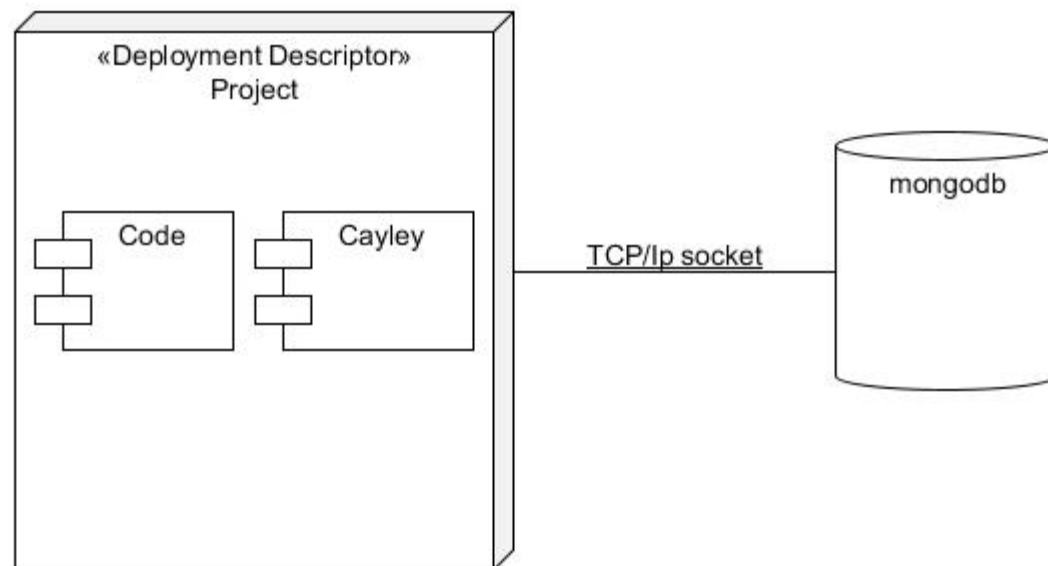 «Deployment Descriptor»
Project
Code
Cayley
TCP/Ip socket
mongodb